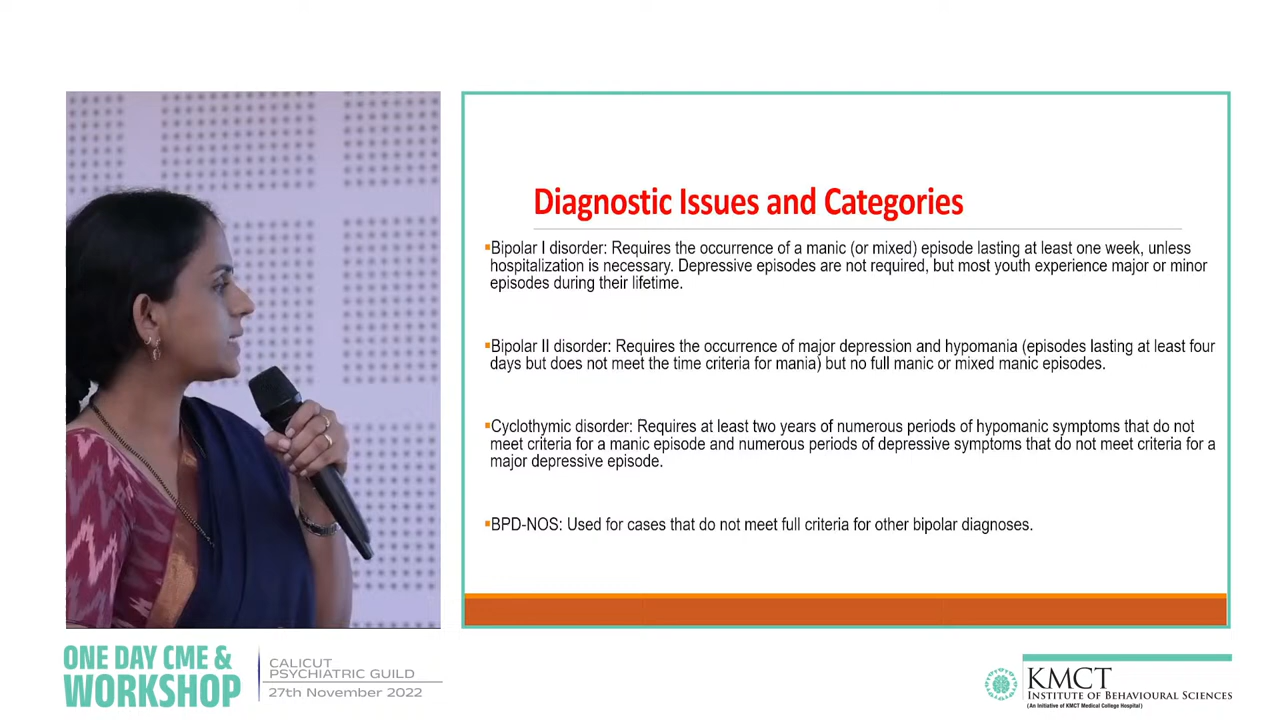 Diagnostic Issues and Categories
▪Bipolar I disorder: Requires the occurrence of a manic (or mixed) episode lasting at least one week, unless
hospitalization is necessary. Depressive episodes are not required, but most youth experience major or minor
episodes during their lifetime.
▪Bipolar II disorder: Requires the occurrence of major depression and hypomania (episodes lasting at least four
days but does not meet the time criteria for mania) but no full manic or mixed manic episodes.
▪Cyclothymic disorder: Requires at least two years of numerous periods of hypomanic symptoms that do not
meet criteria for a manic episode and numerous periods of depressive symptoms that do not meet criteria for a
major depressive episode.
▪BPD-NOS: Used for cases that do not meet full criteria for other bipolar diagnoses.
ONE DAY CME &
WORKSHOP
CALICUT
PSYCHIATRIC GUILD
27th November 2022
KMCT
INSTITUTE OF BEHAVIOURAL SCIENCES
(An Initiative of KMCT Medical College Hospital)